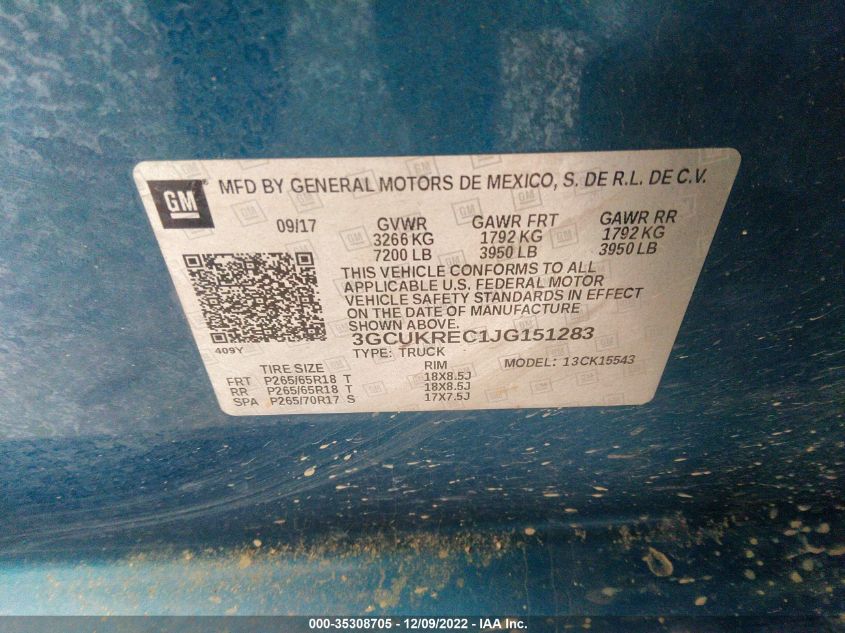 GM
MFD BY GENERAL MOTORS DE MEXICO, S. DE R.L. DE C.V.
09/17 GVWR GAWR FRT GAWR RR
3266 KG 1792 KG 1792 KG
7200 LB 3950 LB 3950 LB
THIS VEHICLE CONFORMS TO ALL
APPLICABLE U.S. FEDERAL MOTOR
VEHICLE SAFETY STANDARDS IN EFFECT
ON THE DATE OF MANUFACTURE
SHOWN ABOVE.
3GCUKREC1JG151283
409Y TYPE: TRUCK MODEL: 13CK15543
TIRE SIZE RIM
FRT P265/65R18 T 18X8.5J
RR P265/65R18 T 18X8.5J
SPA P265/70R17 S 17X7.5J
000-35308705 - 12/09/2022 - IAA Inc.